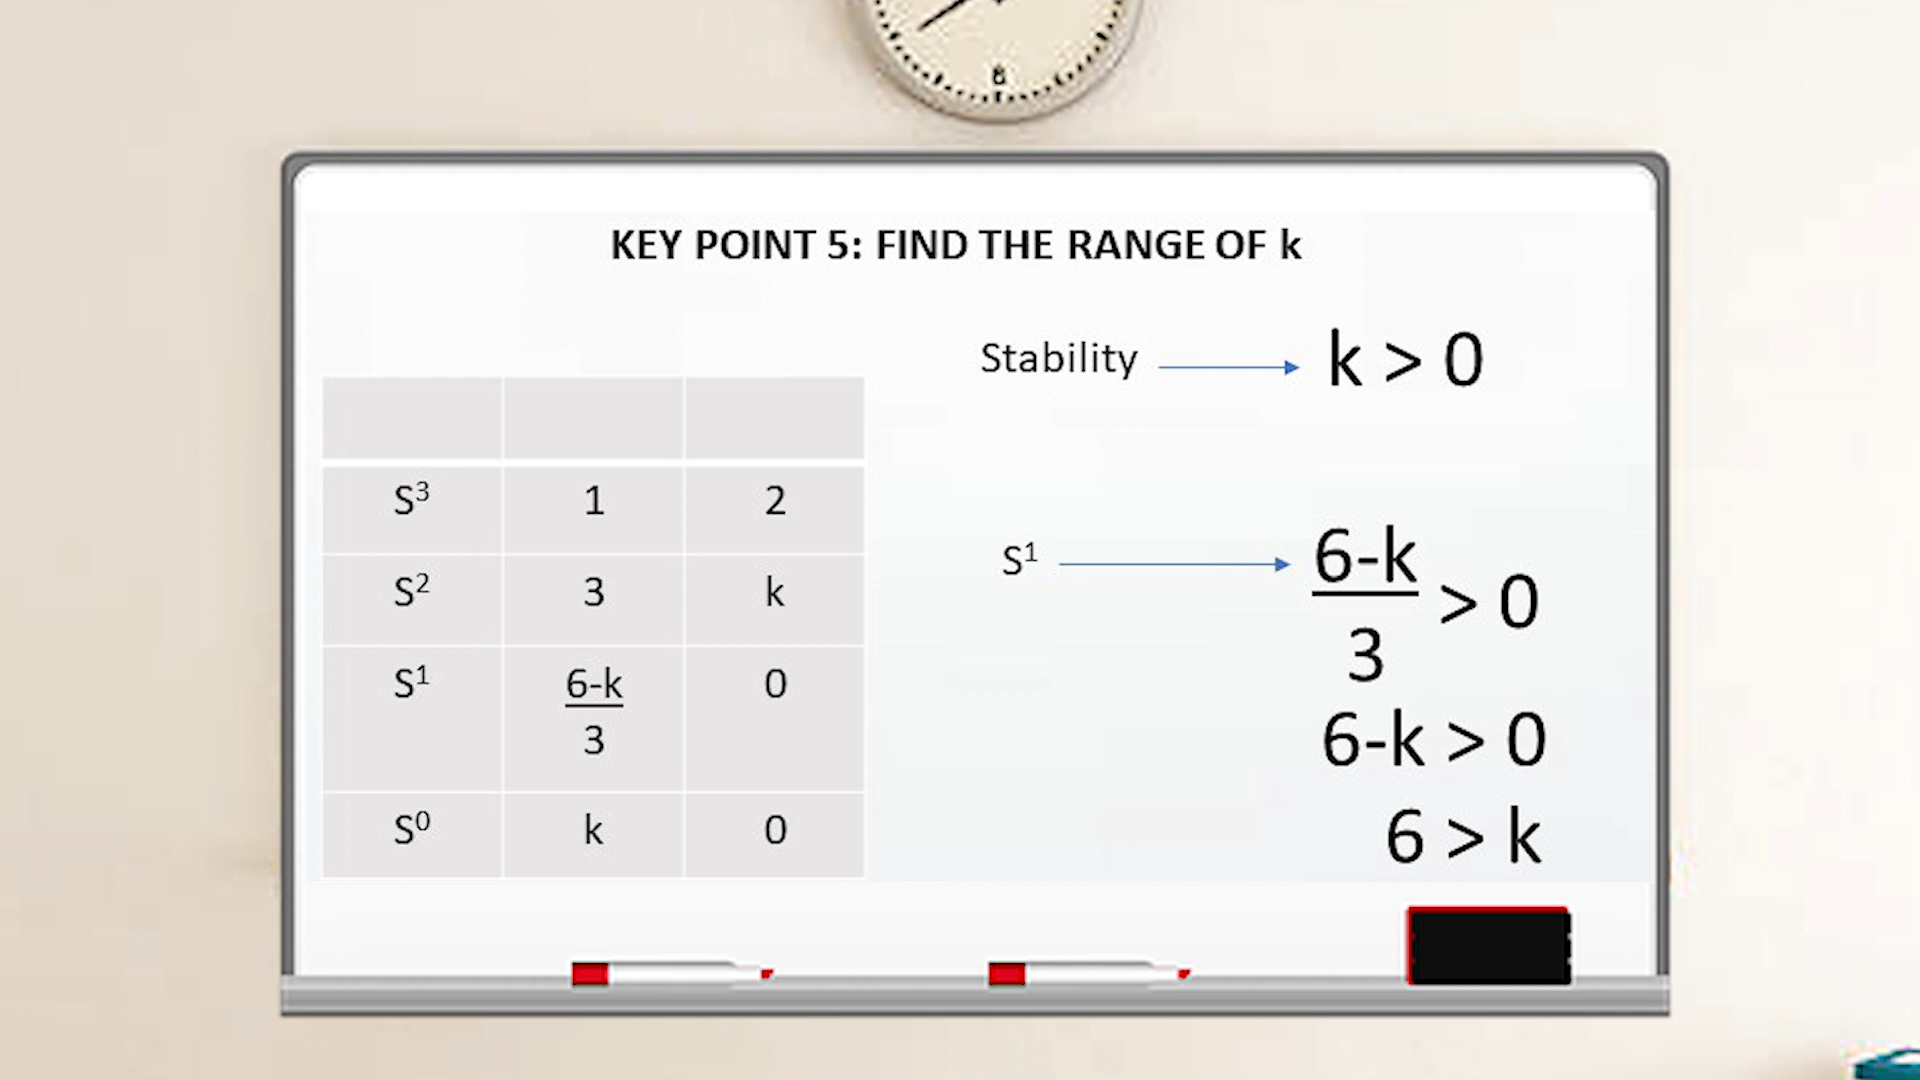 6
KEY POINT 5: FIND THE RANGE OF k
Stability k > 0
S³ 1 2
S² 3 k
S¹ 6-k 0
3
S⁰ k 0
S¹ 6-k > 0
3
6-k > 0
6 > k